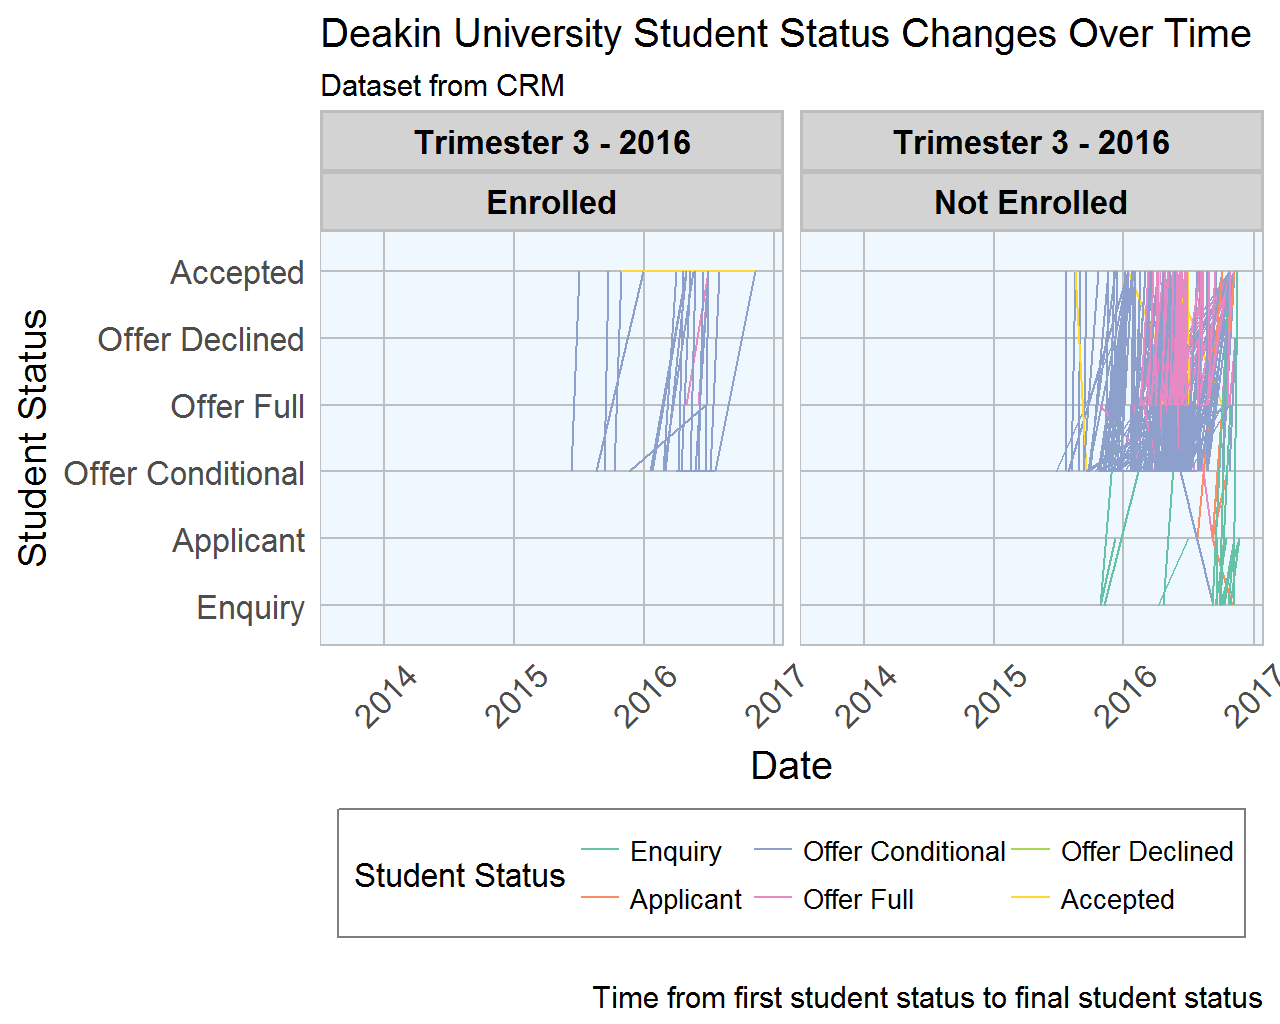 Deakin University Student Status Changes Over Time
Dataset from CRM
Trimester 3 - 2016 Trimester 3 - 2016
Enrolled Not Enrolled
Student Status
Accepted
Offer Declined
Offer Full
Offer Conditional
Applicant
Enquiry
2014 2015 2016 2017 2014 2015 2016 2017
Date
Student Status
Enquiry Offer Conditional Offer Declined
Applicant Offer Full Accepted
Time from first student status to final student status